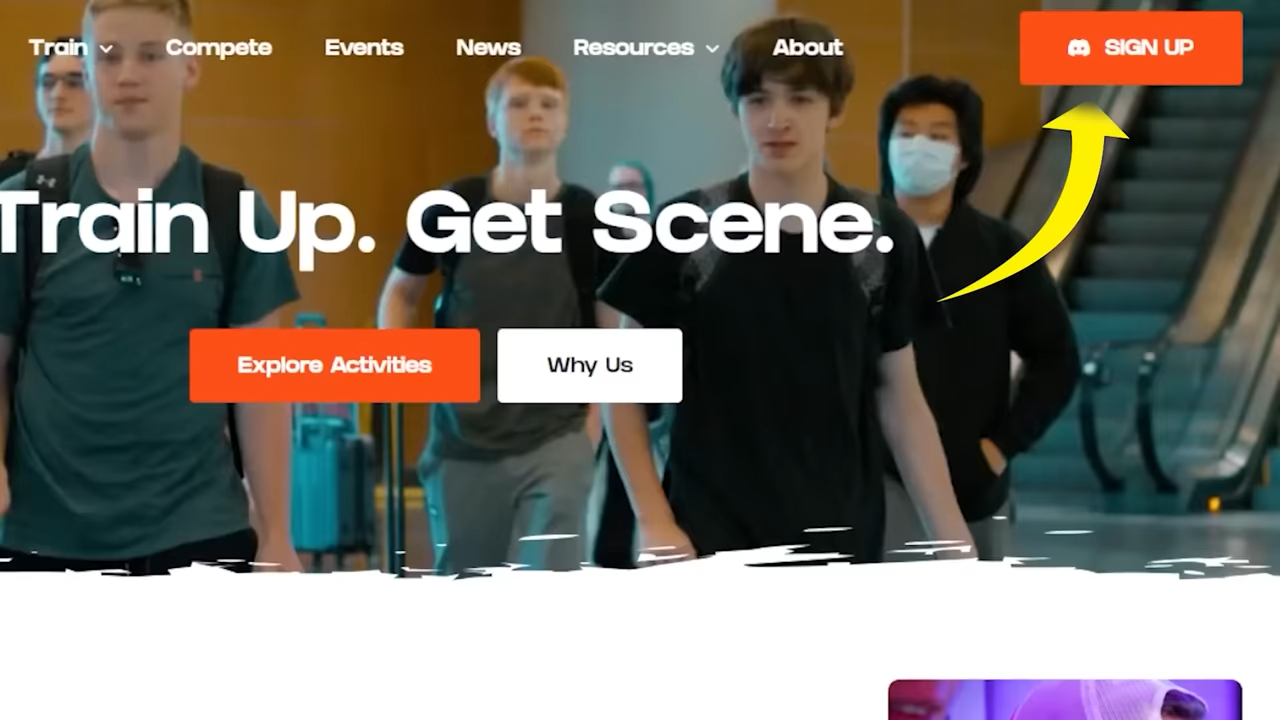 Train Compete Events News Resources About SIGN UP
Train Up. Get Scene.
Explore Activities Why Us